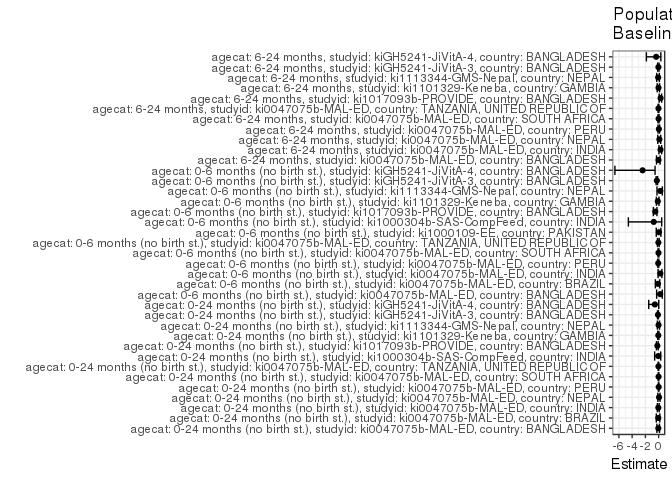 Populat
Baselin
agecat: 6-24 months, studyid: kiGH5241-JiVitA-4, country: BANGLADESH
agecat: 6-24 months, studyid: kiGH5241-JiVitA-3, country: BANGLADESH
agecat: 6-24 months, studyid: ki1113344-GMS-Nepal, country: NEPAL
agecat: 6-24 months, studyid: ki1101329-Keneba, country: GAMBIA
agecat: 6-24 months, studyid: ki1017093b-PROVIDE, country: BANGLADESH
agecat: 6-24 months, studyid: ki0047075b-MAL-ED, country: TANZANIA, UNITED REPUBLIC OF
agecat: 6-24 months, studyid: ki0047075b-MAL-ED, country: SOUTH AFRICA
agecat: 6-24 months, studyid: ki0047075b-MAL-ED, country: PERU
agecat: 6-24 months, studyid: ki0047075b-MAL-ED, country: NEPAL
agecat: 6-24 months, studyid: ki0047075b-MAL-ED, country: INDIA
agecat: 6-24 months, studyid: ki0047075b-MAL-ED, country: BANGLADESH
agecat: 0-6 months (no birth st.), studyid: kiGH5241-JiVitA-4, country: BANGLADESH
agecat: 0-6 months (no birth st.), studyid: kiGH5241-JiVitA-3, country: BANGLADESH
agecat: 0-6 months (no birth st.), studyid: ki1113344-GMS-Nepal, country: NEPAL
agecat: 0-6 months (no birth st.), studyid: ki1101329-Keneba, country: GAMBIA
agecat: 0-6 months (no birth st.), studyid: ki1017093b-PROVIDE, country: BANGLADESH
agecat: 0-6 months (no birth st.), studyid: ki1000304b-SAS-CompFeed, country: INDIA
agecat: 0-6 months (no birth st.), studyid: ki1000109-EE, country: PAKISTAN
agecat: 0-6 months (no birth st.), studyid: ki0047075b-MAL-ED, country: TANZANIA, UNITED REPUBLIC OF
agecat: 0-6 months (no birth st.), studyid: ki0047075b-MAL-ED, country: SOUTH AFRICA
agecat: 0-6 months (no birth st.), studyid: ki0047075b-MAL-ED, country: PERU
agecat: 0-6 months (no birth st.), studyid: ki0047075b-MAL-ED, country: INDIA
agecat: 0-6 months (no birth st.), studyid: ki0047075b-MAL-ED, country: BRAZIL
agecat: 0-6 months (no birth st.), studyid: ki0047075b-MAL-ED, country: BANGLADESH
agecat: 0-24 months (no birth st.), studyid: kiGH5241-JiVitA-4, country: BANGLADESH
agecat: 0-24 months (no birth st.), studyid: kiGH5241-JiVitA-3, country: BANGLADESH
agecat: 0-24 months (no birth st.), studyid: ki1113344-GMS-Nepal, country: NEPAL
agecat: 0-24 months (no birth st.), studyid: ki1101329-Keneba, country: GAMBIA
agecat: 0-24 months (no birth st.), studyid: ki1017093b-PROVIDE, country: BANGLADESH
agecat: 0-24 months (no birth st.), studyid: ki1000304b-SAS-CompFeed, country: INDIA
agecat: 0-24 months (no birth st.), studyid: ki0047075b-MAL-ED, country: TANZANIA, UNITED REPUBLIC OF
agecat: 0-24 months (no birth st.), studyid: ki0047075b-MAL-ED, country: SOUTH AFRICA
agecat: 0-24 months (no birth st.), studyid: ki0047075b-MAL-ED, country: PERU
agecat: 0-24 months (no birth st.), studyid: ki0047075b-MAL-ED, country: NEPAL
agecat: 0-24 months (no birth st.), studyid: ki0047075b-MAL-ED, country: INDIA
agecat: 0-24 months (no birth st.), studyid: ki0047075b-MAL-ED, country: BRAZIL
agecat: 0-24 months (no birth st.), studyid: ki0047075b-MAL-ED, country: BANGLADESH
-6 -4 -2 0
Estimate